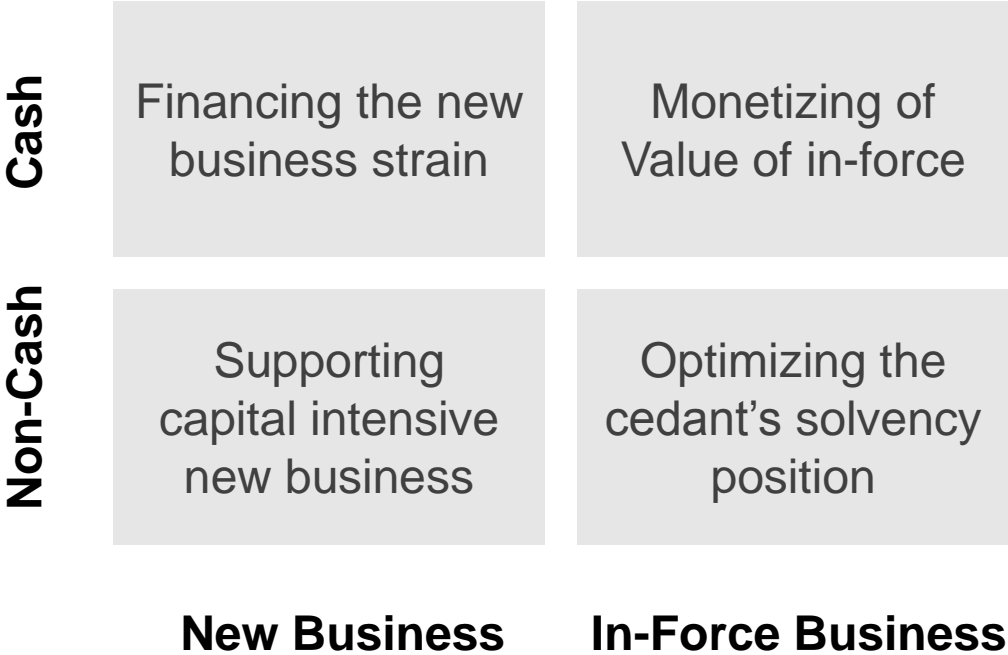 Cash
Financing the new
business strain
Monetizing of
Value of in-force
Non-Cash
Supporting
capital intensive
new business
Optimizing the
cedant’s solvency
position
New Business
In-Force Business